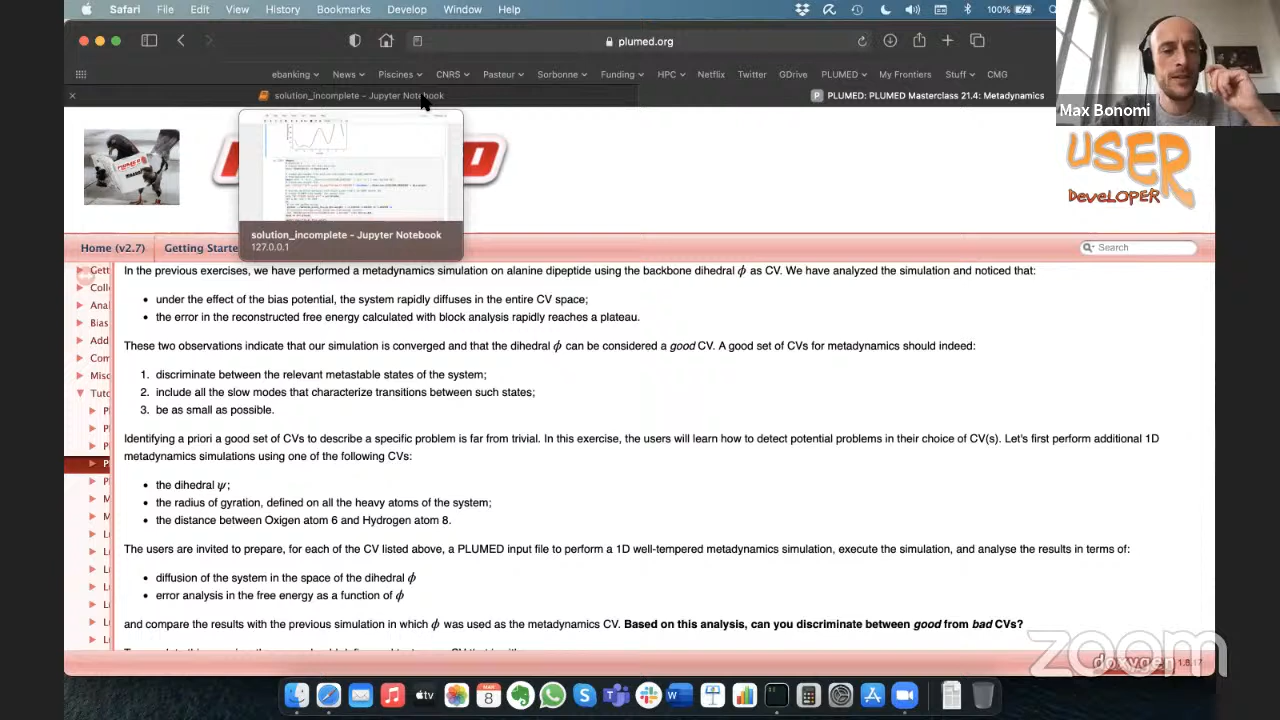 Safari File Edit View History Bookmarks Develop Window Help 100%
plumed.org
ebanking News Piscines CNRS Pasteur Sorbonne Funding HPC Netflix Twitter GDrive PLUMED My Frontiers Stuff CMG
solution_incomplete - Jupyter Notebook
P PLUMED: PLUMED Masterclass 21.4: Metadynamics
Max Bonomi
USER
DEVELOPER
solution_incomplete - Jupyter Notebook
127.0.0.1
Home (v2.7) Getting Starte
Search
In the previous exercises, we have performed a metadynamics simulation on alanine dipeptide using the backbone dihedral ϕ as CV. We have analyzed the simulation and noticed that:
• under the effect of the bias potential, the system rapidly diffuses in the entire CV space;
• the error in the reconstructed free energy calculated with block analysis rapidly reaches a plateau.
These two observations indicate that our simulation is converged and that the dihedral ϕ can be considered a good CV. A good set of CVs for metadynamics should indeed:
1. discriminate between the relevant metastable states of the system;
2. include all the slow modes that characterize transitions between such states;
3. be as small as possible.
Identifying a priori a good set of CVs to describe a specific problem is far from trivial. In this exercise, the users will learn how to detect potential problems in their choice of CV(s). Let's first perform additional 1D
metadynamics simulations using one of the following CVs:
• the dihedral ψ;
• the radius of gyration, defined on all the heavy atoms of the system;
• the distance between Oxigen atom 6 and Hydrogen atom 8.
The users are invited to prepare, for each of the CV listed above, a PLUMED input file to perform a 1D well-tempered metadynamics simulation, execute the simulation, and analyse the results in terms of:
• diffusion of the system in the space of the dihedral ϕ
• error analysis in the free energy as a function of ϕ
and compare the results with the previous simulation in which ϕ was used as the metadynamics CV. Based on this analysis, can you discriminate between good from bad CVs?
Gett
Coll
Anal
Bias
Add
Com
Misc
Tuto
zoom
doxygen 1.8.17
tv